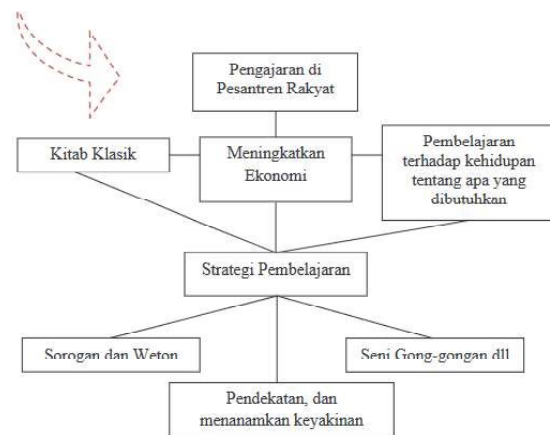 Pengajaran di
Pesantren Rakyat
Kitab Klasik
Meningkatkan
Ekonomi
Pembelajaran
terhadap kehidupan
tentang apa yang
dibutuhkan
Strategi Pembelajaran
Sorogan dan Weton
Seni Gong-gongan dll
Pendekatan, dan
menanamkan keyakinan